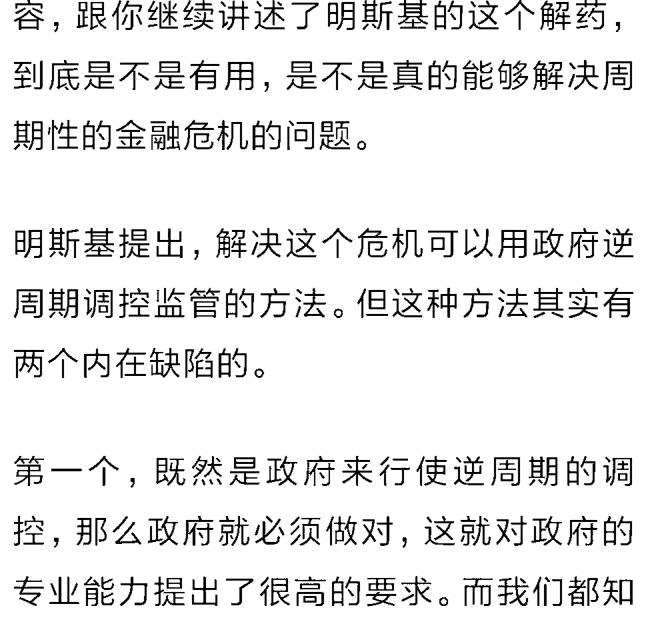 容，跟你继续讲述了明斯基的这个解药，
到底是不是有用，是不是真的能够解决周
期性的金融危机的问题。
明斯基提出，解决这个危机可以用政府逆
周期调控监管的方法。但这种方法其实有
两个内在缺陷的。
第一个，既然是政府来行使逆周期的调
控，那么政府就必须做对，这就对政府的
专业能力提出了很高的要求。而我们都知